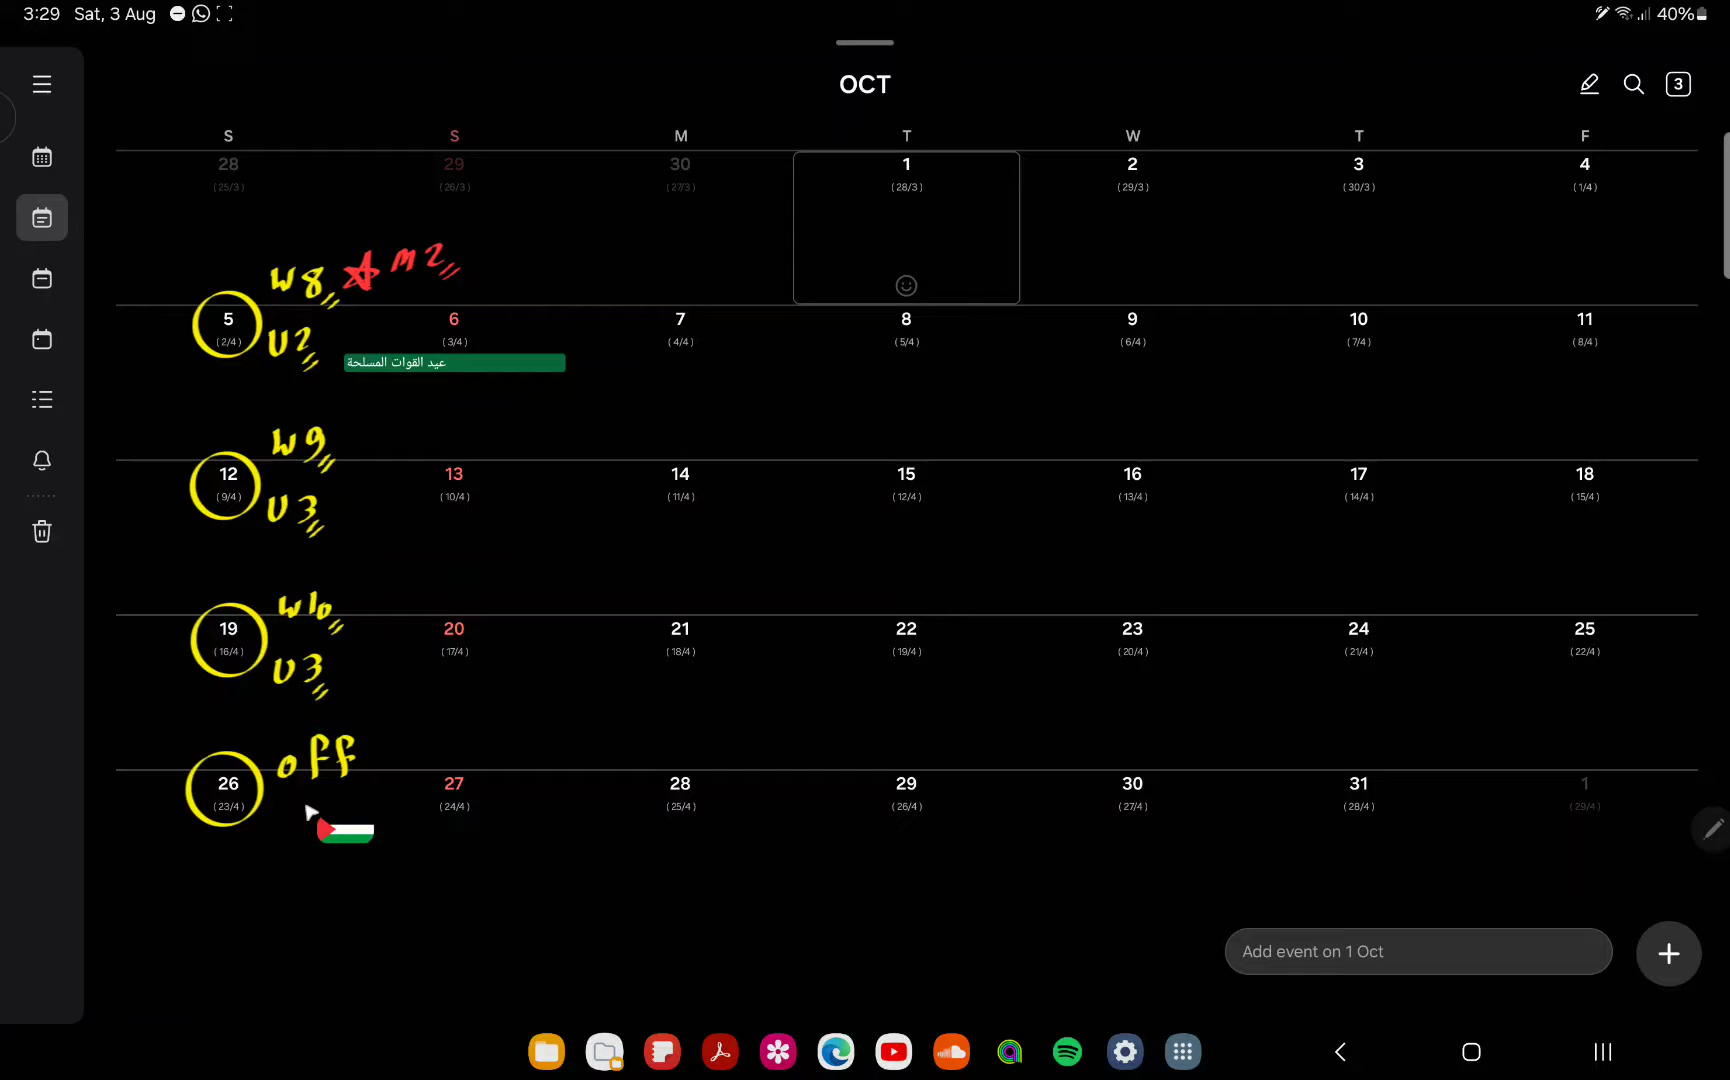 3:29 Sat, 3 Aug 40%
OCT 3
S S M T W T F
28 29 30 1 2 3 4
(25/3) (26/3) (27/3) (28/3) (29/3) (30/3) (1/4)
W8 M2
5 6 7 8 9 10 11
(2/4) (3/4) (4/4) (5/4) (6/4) (7/4) (8/4)
U2
عيد القوات المسلحة
W9
12 13 14 15 16 17 18
(9/4) (10/4) (11/4) (12/4) (13/4) (14/4) (15/4)
U3
W10
19 20 21 22 23 24 25
(16/4) (17/4) (18/4) (19/4) (20/4) (21/4) (22/4)
U3
off
26 27 28 29 30 31 1
(23/4) (24/4) (25/4) (26/4) (27/4) (28/4) (29/4)
Add event on 1 Oct